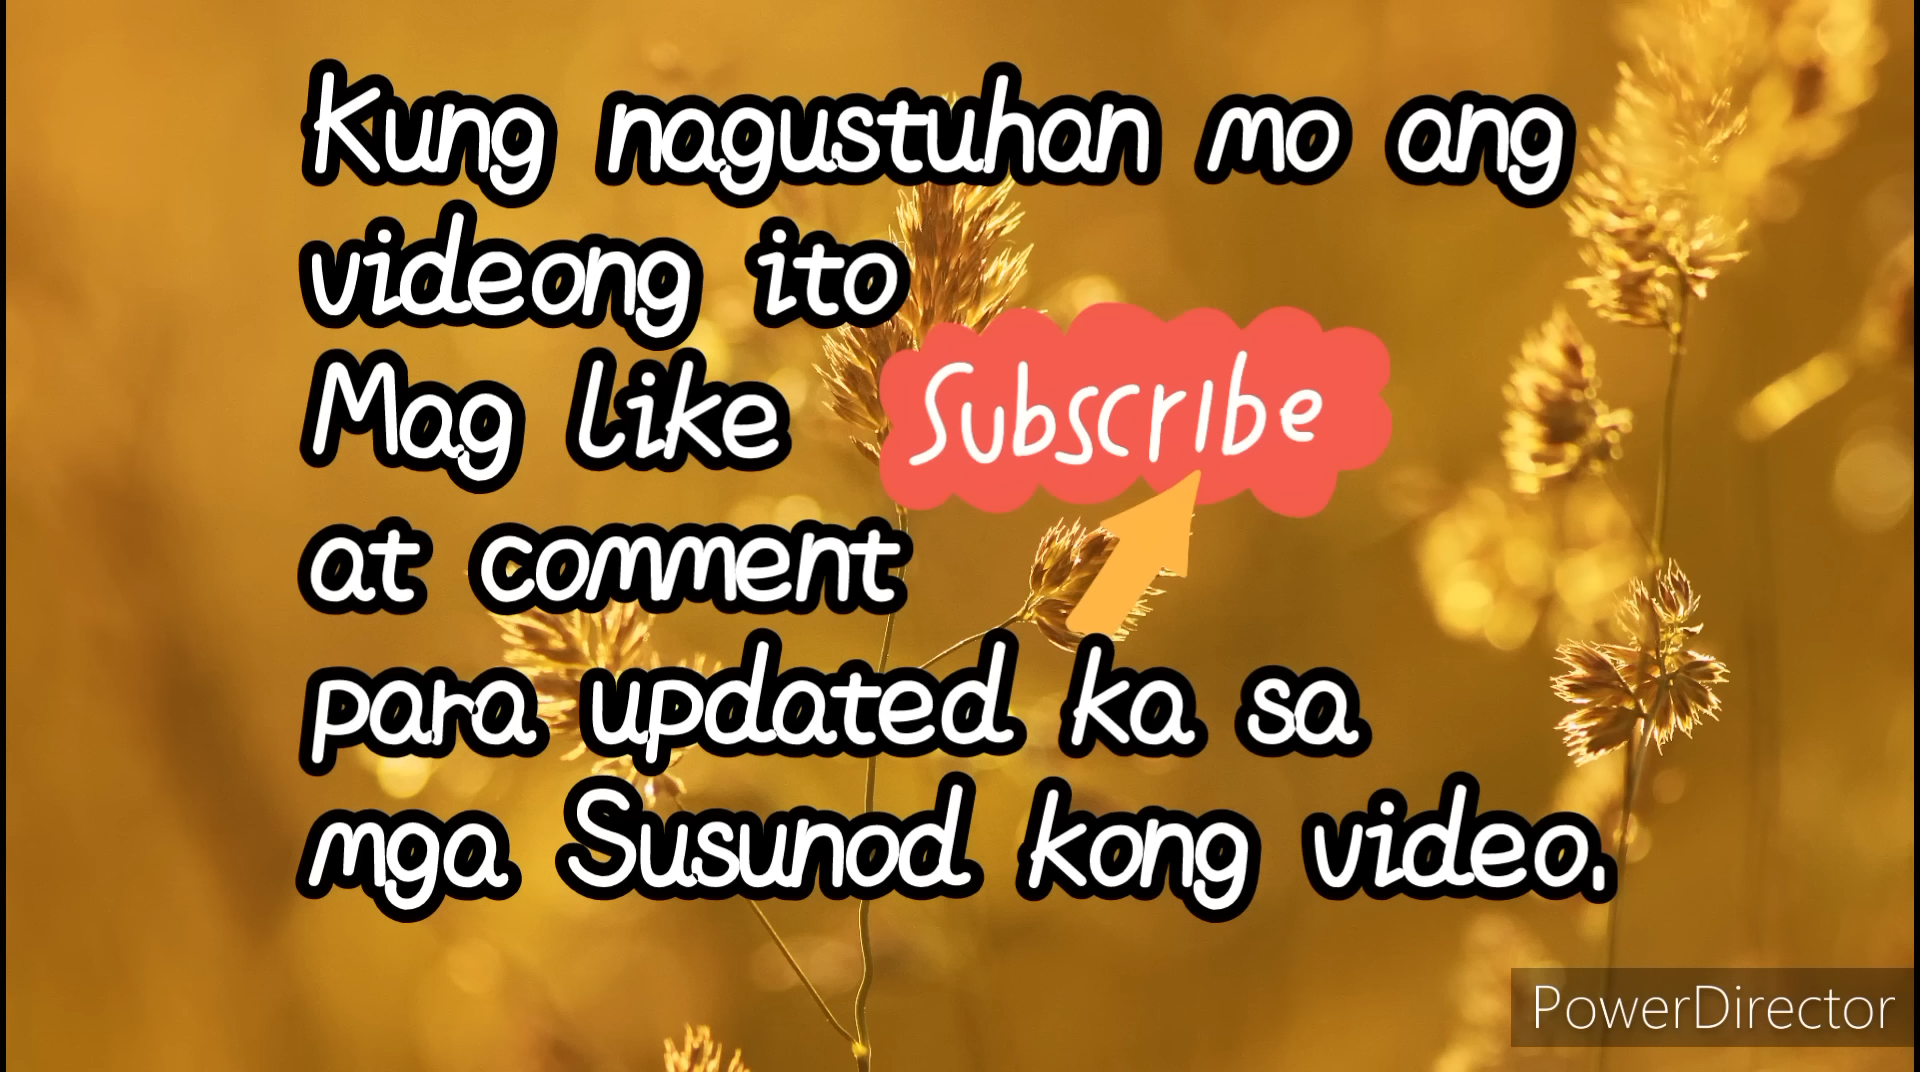 Kung nagustuhan mo ang
videong ito
Mag like Subscribe
at comment
para updated ka sa
mga Susunod kong video.
PowerDirector